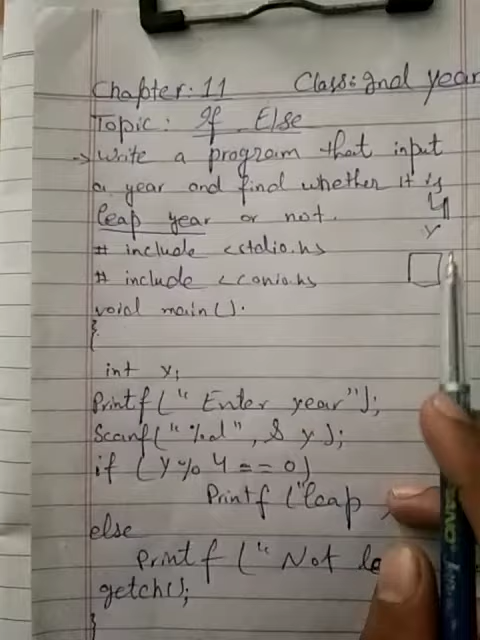 Chapter: 11 Class: 2nd year
Topic: If Else
→ Write a program that input
a year and find whether it is
leap year or not.
4
Y
# include <stdio.h>
# include <conio.h>
void main().
{
int y;
Printf ("Enter year");
Scanf ("%d", & y);
if (Y % 4 == 0)
Printf ("leap
else
Printf ("Not le
getch();
}